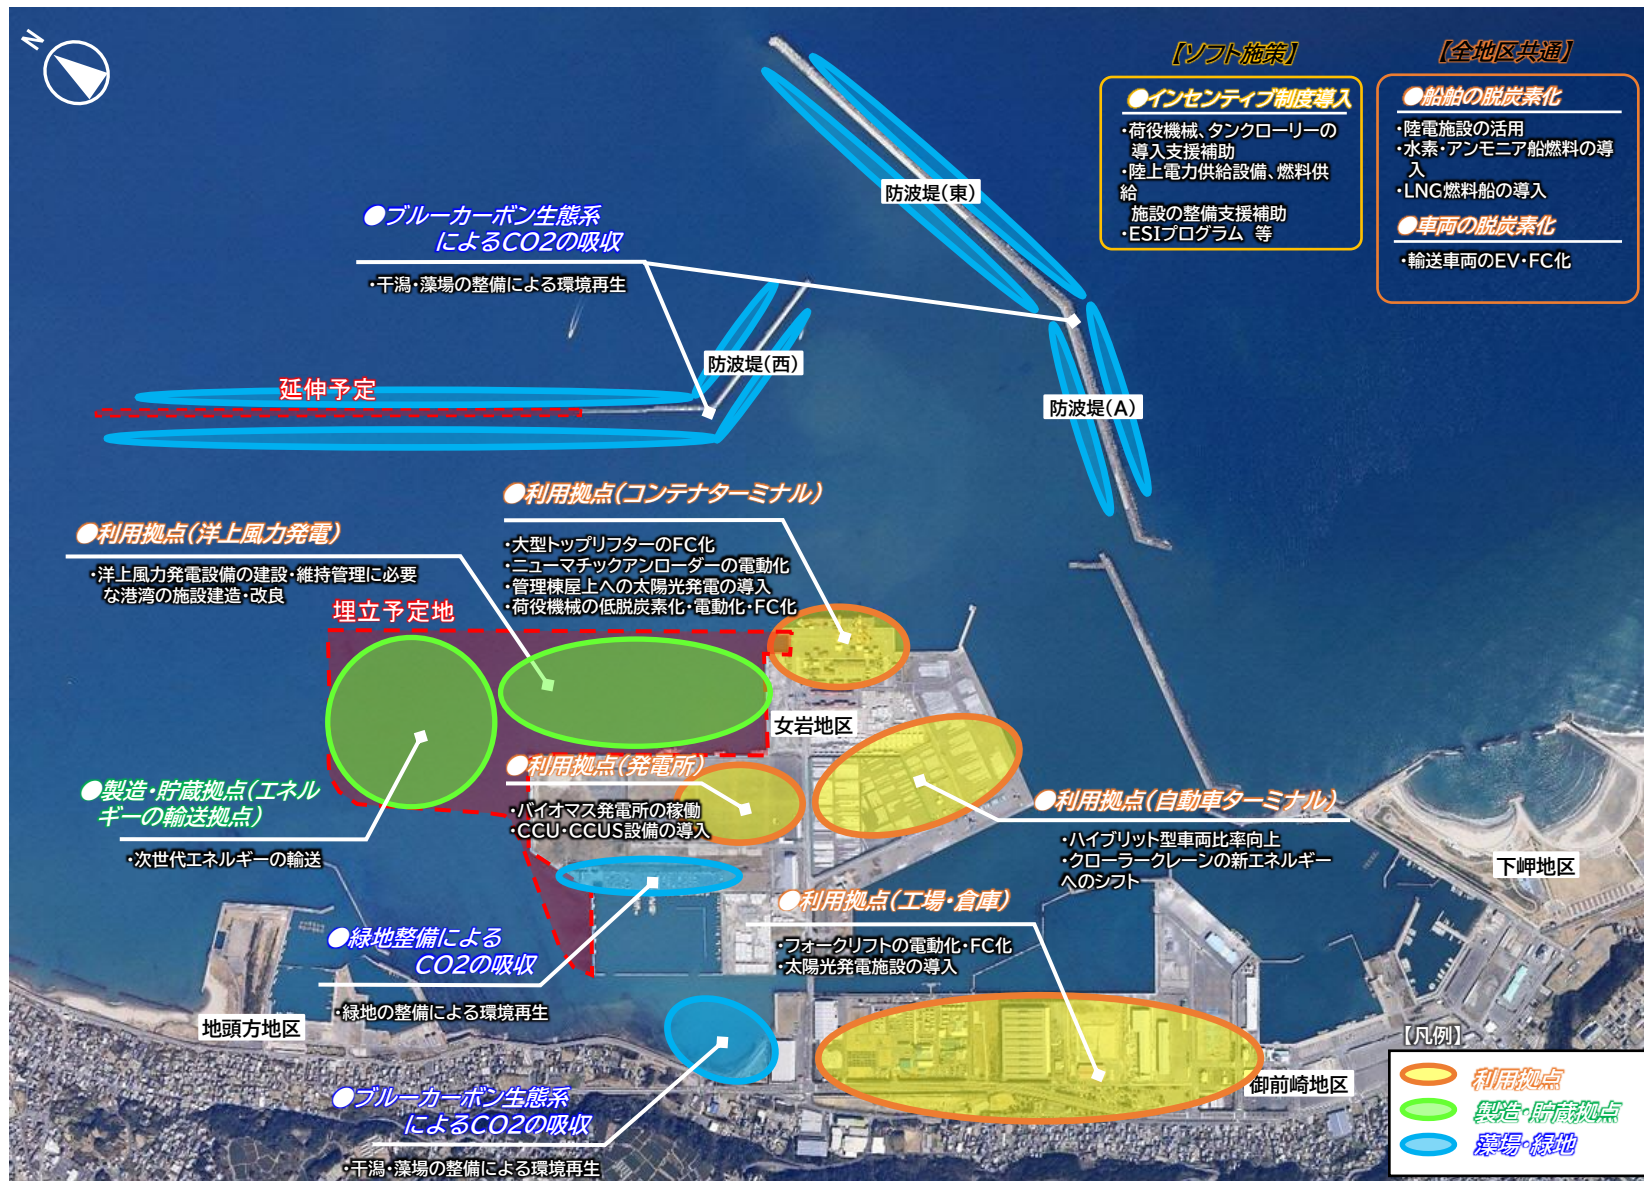 N
【ソフト施策】
●インセンティブ制度導入
・荷役機械、タンクローリーの
導入支援補助
・陸上電力供給設備、燃料供
給
施設の整備支援補助
・ESIプログラム 等
【全地区共通】
●船舶の脱炭素化
・陸電施設の活用
・水素・アンモニア船燃料の導
入
・LNG燃料船の導入
●車両の脱炭素化
・輸送車両のEV・FC化
防波堤(東)
●ブルーカーボン生態系
によるCO2の吸収
・干潟・藻場の整備による環境再生
防波堤(西)
延伸予定
防波堤(A)
●利用拠点(コンテナターミナル)
・大型トップリフターのFC化
・ニューマチックアンローダーの電動化
・管理棟屋上への太陽光発電の導入
・荷役機械の低脱炭素化・電動化・FC化
●利用拠点(洋上風力発電)
・洋上風力発電設備の建設・維持管理に必要
な港湾の施設建造・改良
埋立予定地
女岩地区
●利用拠点(発電所)
・バイオマス発電所の稼働
・CCU・CCUS設備の導入
●製造・貯蔵拠点(エネル
ギーの輸送拠点)
・次世代エネルギーの輸送
●利用拠点(自動車ターミナル)
・ハイブリット型車両比率向上
・クローラークレーンの新エネルギー
へのシフト
下岬地区
●利用拠点(工場・倉庫)
・フォークリフトの電動化・FC化
・太陽光発電施設の導入
●緑地整備による
CO2の吸収
・緑地の整備による環境再生
地頭方地区
●ブルーカーボン生態系
によるCO2の吸収
・干潟・藻場の整備による環境再生
御前崎地区
【凡例】
利用拠点
製造・貯蔵拠点
藻場・緑地